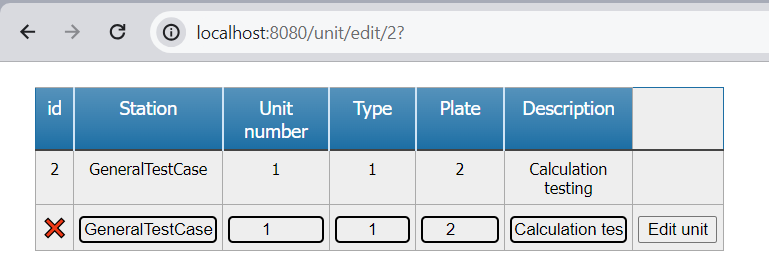 localhost:8080/unit/edit/2?
id Station Unit number Type Plate Description
2 GeneralTestCase 1 1 2 Calculation testing
GeneralTestCase 1 1 2 Calculation tes Edit unit